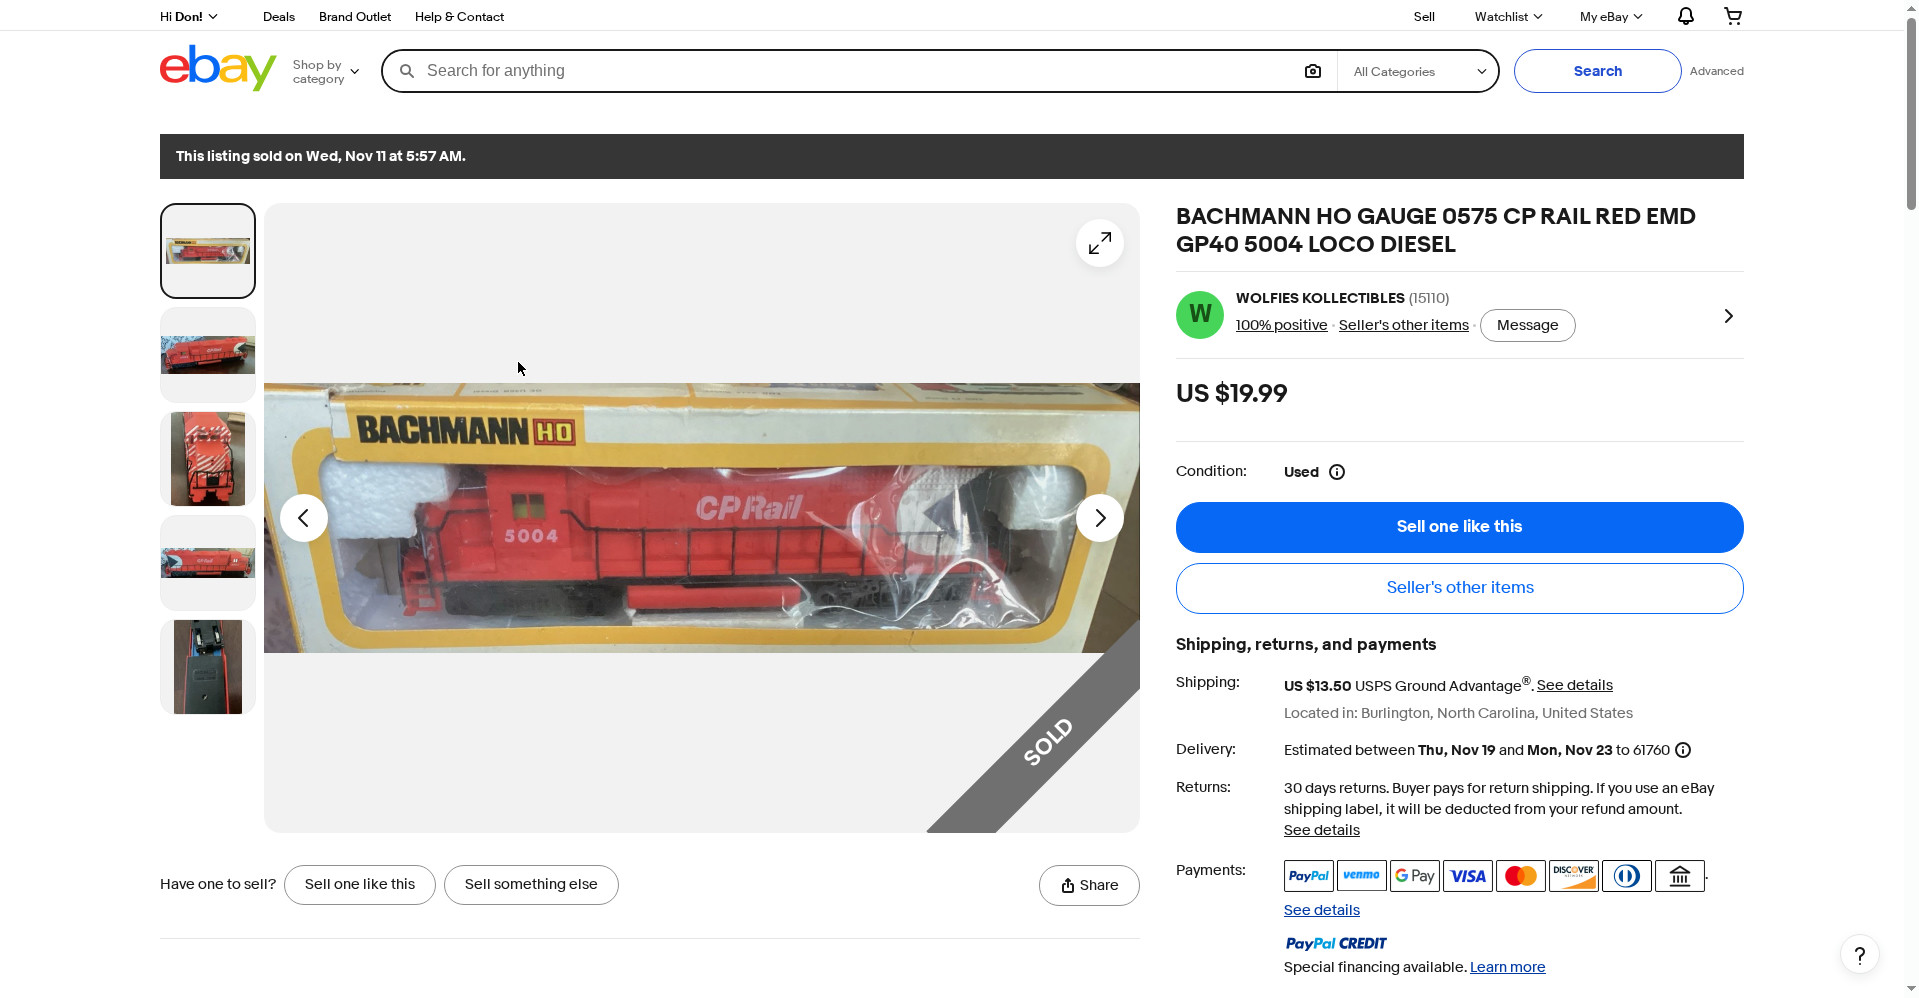 Hi Don!
Deals
Brand Outlet
Help & Contact
Sell
Watchlist
My eBay
ebay
Shop by
category
Search for anything
All Categories
Search
Advanced
This listing sold on Wed, Nov 11 at 5:57 AM.
BACHMANN HO
CP Rail
5004
SOLD
Have one to sell?
Sell one like this
Sell something else
Share
BACHMANN HO GAUGE 0575 CP RAIL RED EMD
GP40 5004 LOCO DIESEL
W
WOLFIES KOLLECTIBLES (15110)
100% positive · Seller's other items · Message
US $19.99
Condition: Used
Sell one like this
Seller's other items
Shipping, returns, and payments
Shipping: US $13.50 USPS Ground Advantage®. See details
Located in: Burlington, North Carolina, United States
Delivery: Estimated between Thu, Nov 19 and Mon, Nov 23 to 61760
Returns: 30 days returns. Buyer pays for return shipping. If you use an eBay
shipping label, it will be deducted from your refund amount.
See details
Payments: PayPal venmo G Pay VISA DISCOVER .
See details
PayPal CREDIT
Special financing available. Learn more
?